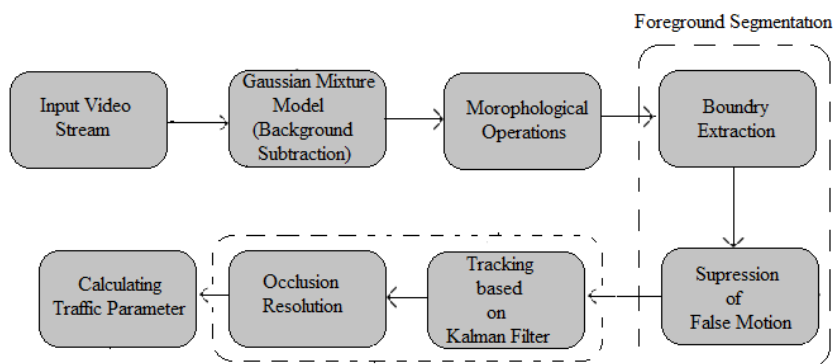 Foreground Segmentation
Input Video
Stream
Gaussian Mixture
Model
(Background
Subtraction)
Morophological
Operations
Boundry
Extraction
Supression
of
False Motion
Tracking
based
on
Kalman Filter
Occlusion
Resolution
Calculating
Traffic Parameter